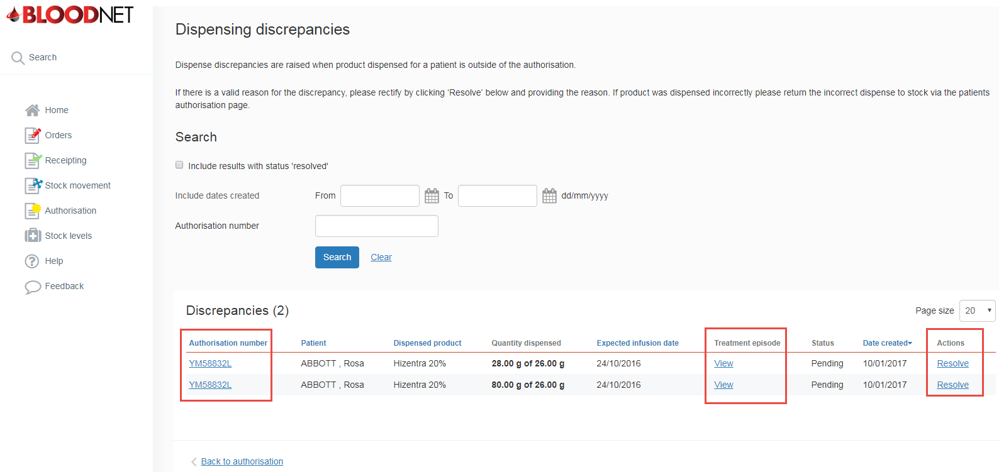 BLOODNET
Search
Home
Orders
Receipting
Stock movement
Authorisation
Stock levels
Help
Feedback
Dispensing discrepancies
Dispense discrepancies are raised when product dispensed for a patient is outside of the authorisation.
If there is a valid reason for the discrepancy, please rectify by clicking ‘Resolve’ below and providing the reason. If product was dispensed incorrectly please return the incorrect dispense to stock via the patients
authorisation page.
Search
Include results with status 'resolved'
Include dates created From To dd/mm/yyyy
Authorisation number
Search Clear
Discrepancies (2) Page size 20
Authorisation number Patient Dispensed product Quantity dispensed Expected infusion date Treatment episode Status Date created Actions
YM58832L ABBOTT , Rosa Hizentra 20% 28.00 g of 26.00 g 24/10/2016 View Pending 10/01/2017 Resolve
YM58832L ABBOTT , Rosa Hizentra 20% 80.00 g of 26.00 g 24/10/2016 View Pending 10/01/2017 Resolve
Back to authorisation